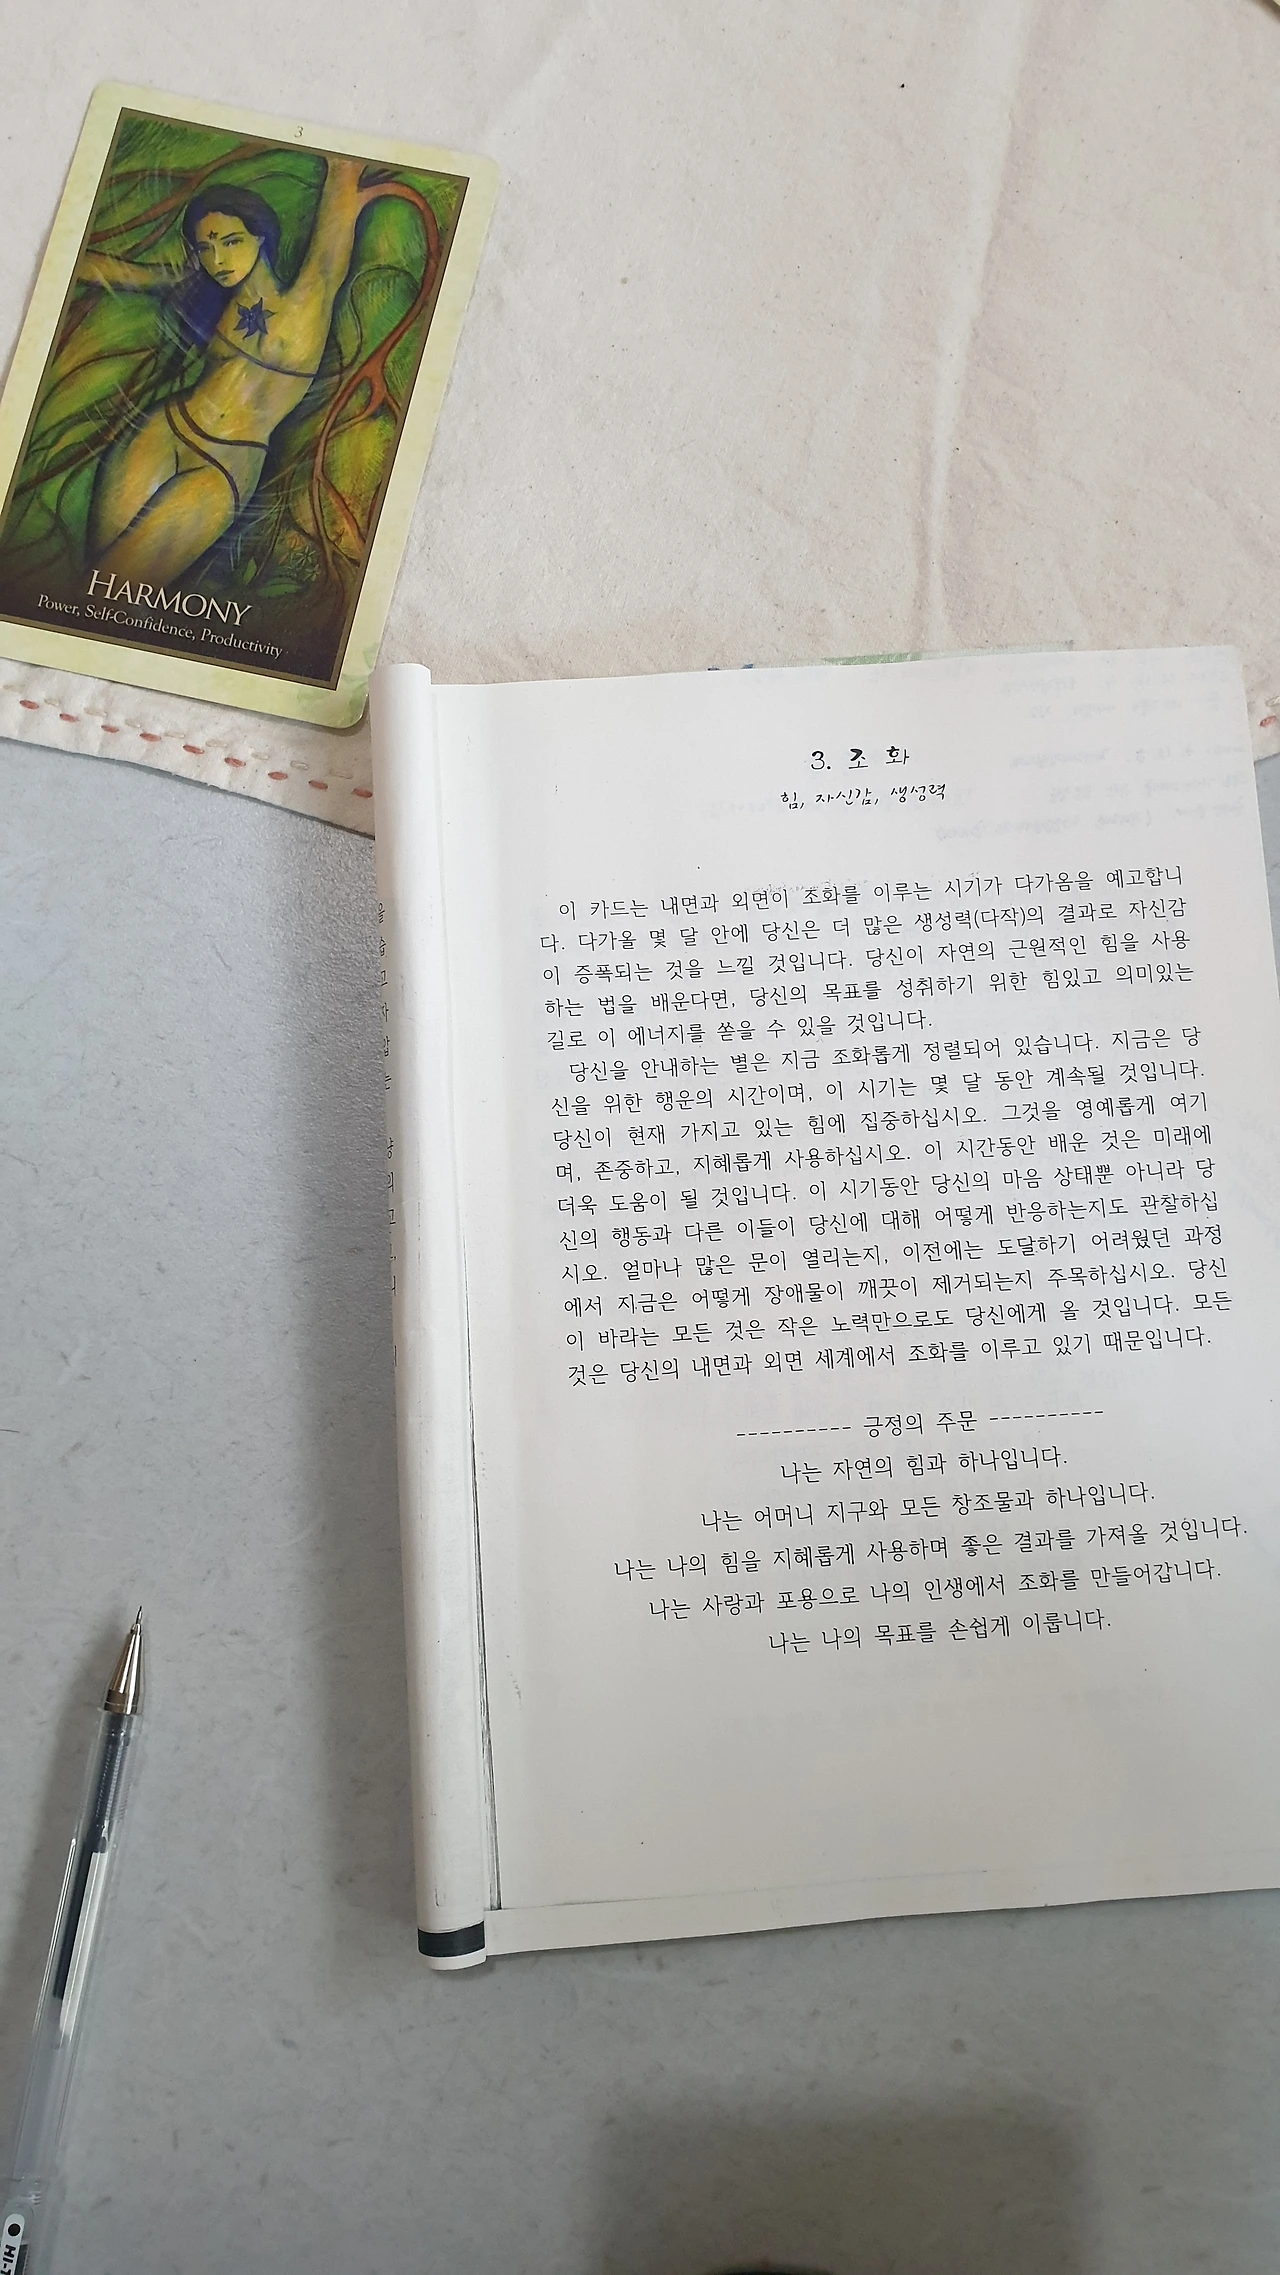 3
HARMONY
Power, Self-Confidence, Productivity
3. 조 화
힘, 자신감, 생성력
이 카드는 내면과 외면이 조화를 이루는 시기가 다가옴을 예고합니
다. 다가올 몇 달 안에 당신은 더 많은 생성력(다작)의 결과로 자신감
이 증폭되는 것을 느낄 것입니다. 당신이 자연의 근원적인 힘을 사용
하는 법을 배운다면, 당신의 목표를 성취하기 위한 힘있고 의미있는
길로 이 에너지를 쏟을 수 있을 것입니다.
당신을 안내하는 별은 지금 조화롭게 정렬되어 있습니다. 지금은 당
신을 위한 행운의 시간이며, 이 시기는 몇 달 동안 계속될 것입니다.
당신이 현재 가지고 있는 힘에 집중하십시오. 그것을 영예롭게 여기
며, 존중하고, 지혜롭게 사용하십시오. 이 시간동안 배운 것은 미래에
더욱 도움이 될 것입니다. 이 시기동안 당신의 마음 상태뿐 아니라 당
신의 행동과 다른 이들이 당신에 대해 어떻게 반응하는지도 관찰하십
시오. 얼마나 많은 문이 열리는지, 이전에는 도달하기 어려웠던 과정
에서 지금은 어떻게 장애물이 깨끗이 제거되는지 주목하십시오. 당신
이 바라는 모든 것은 작은 노력만으로도 당신에게 올 것입니다. 모든
것은 당신의 내면과 외면 세계에서 조화를 이루고 있기 때문입니다.
---------- 긍정의 주문 ----------
나는 자연의 힘과 하나입니다.
나는 어머니 지구와 모든 창조물과 하나입니다.
나는 나의 힘을 지혜롭게 사용하며 좋은 결과를 가져올 것입니다.
나는 사랑과 포용으로 나의 인생에서 조화를 만들어갑니다.
나는 나의 목표를 손쉽게 이룹니다.